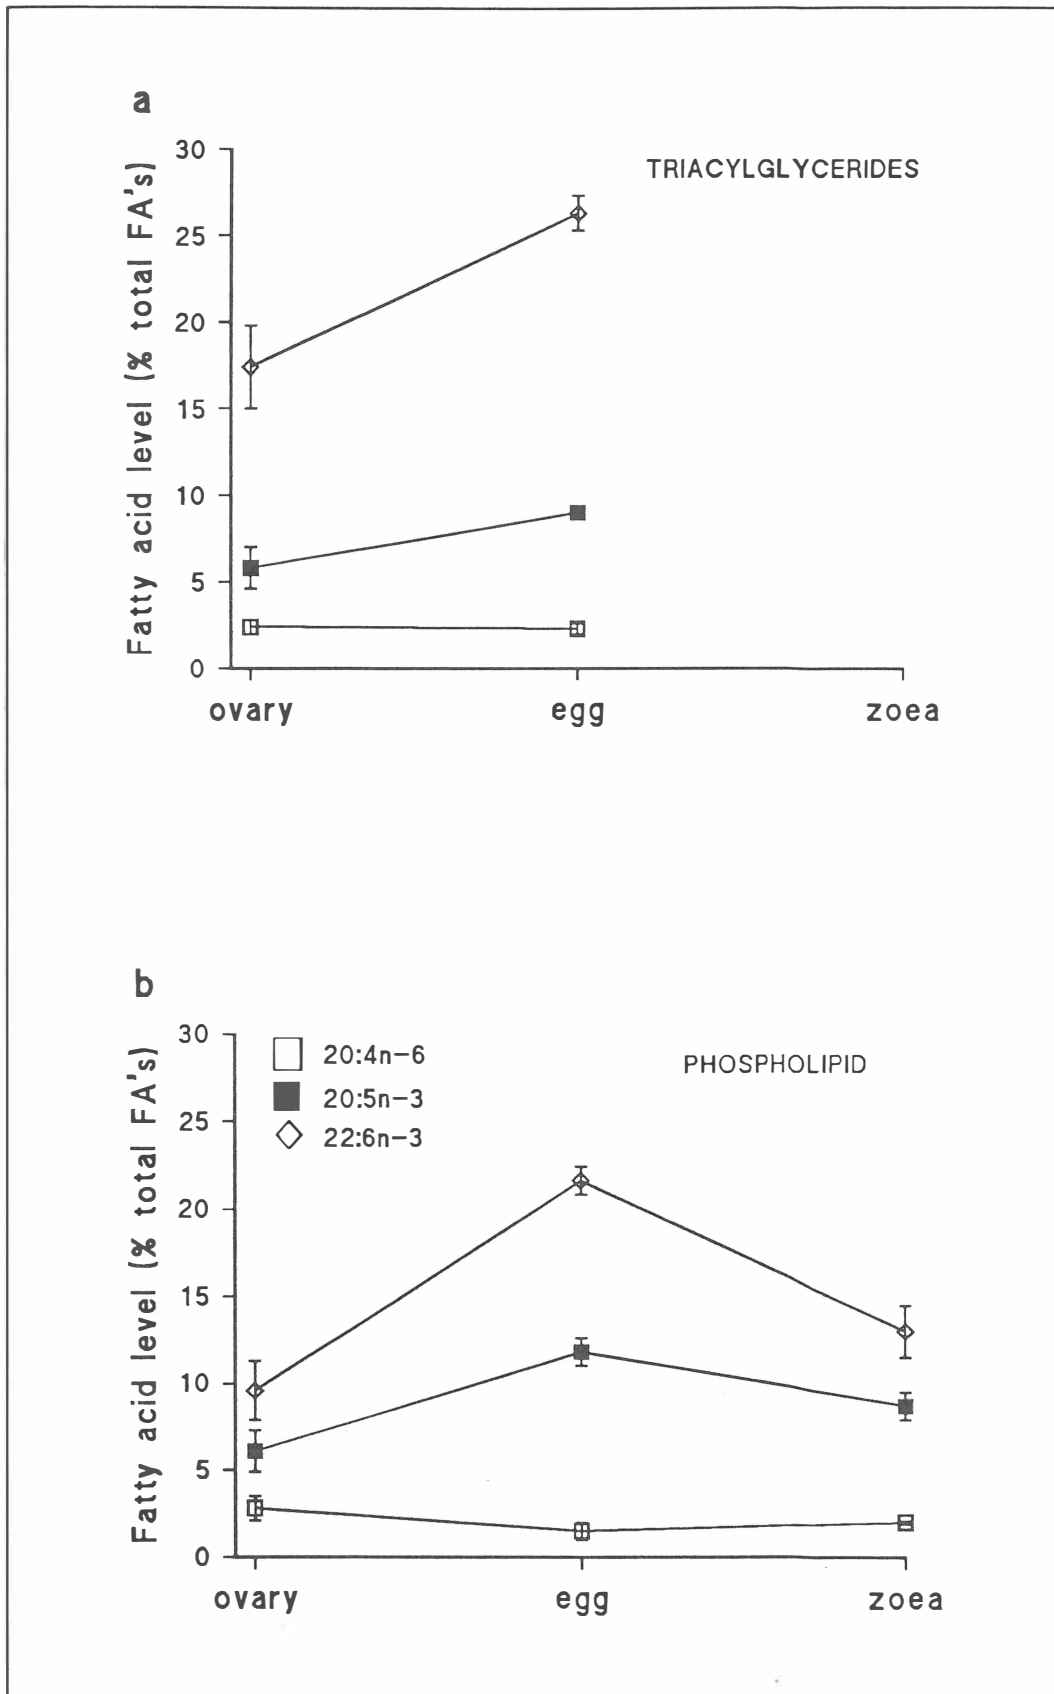 a
TRIACYLGLYCERIDES
Fatty acid level (% total FA's)
30
25
20
15
10
5
0
ovary egg zoea
b
PHOSPHOLIPID
Fatty acid level (% total FA's)
30
25
20
15
10
5
0
20:4n-6
20:5n-3
22:6n-3
ovary egg zoea